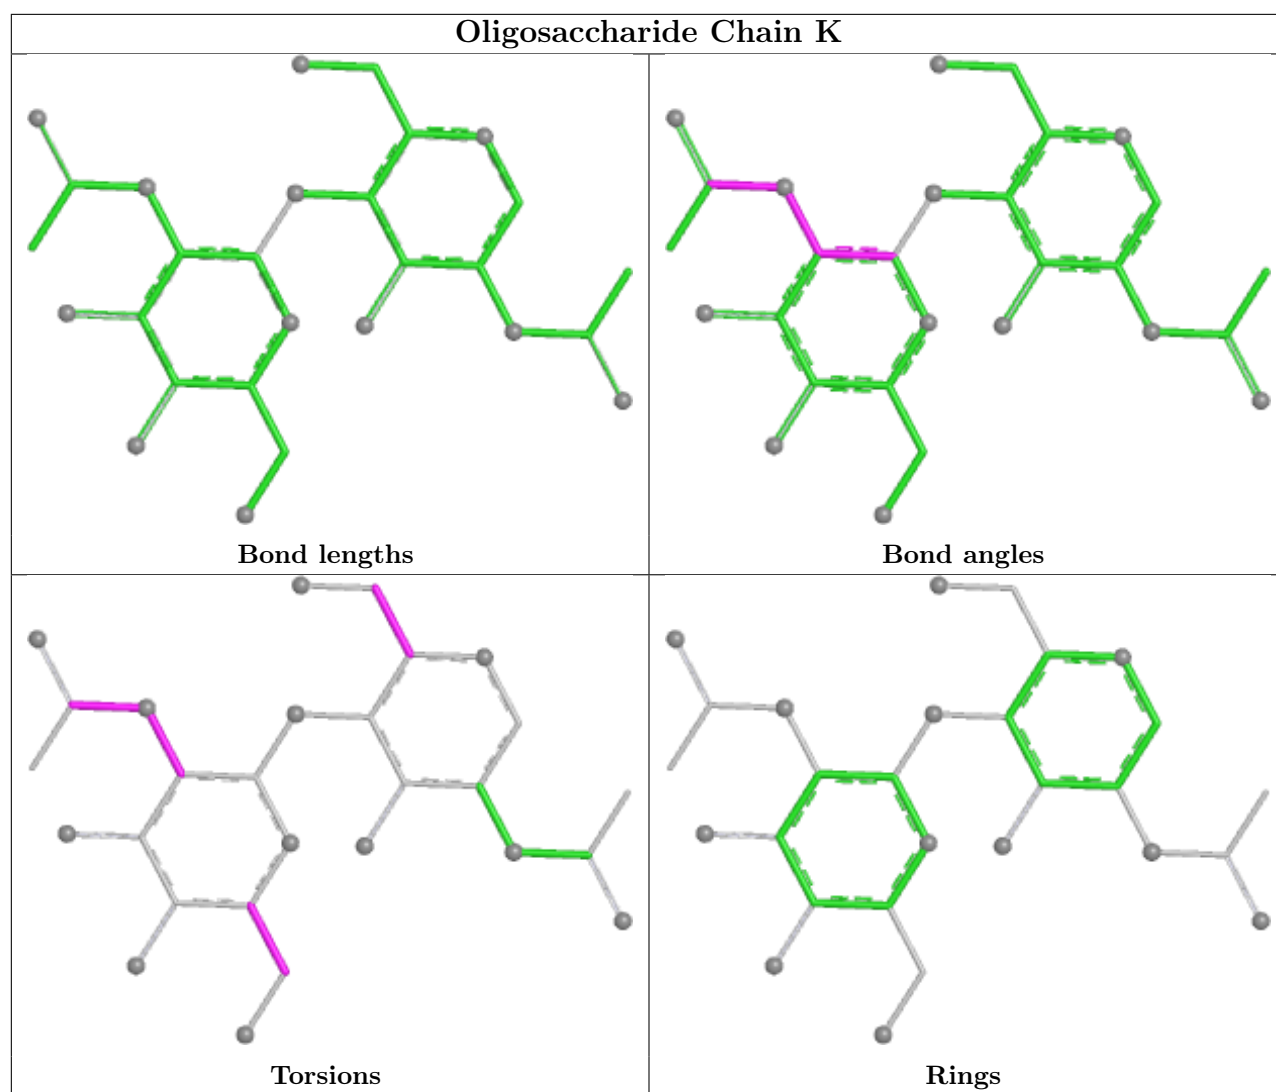 Oligosaccharide Chain K
Bond lengths
Bond angles
Torsions
Rings